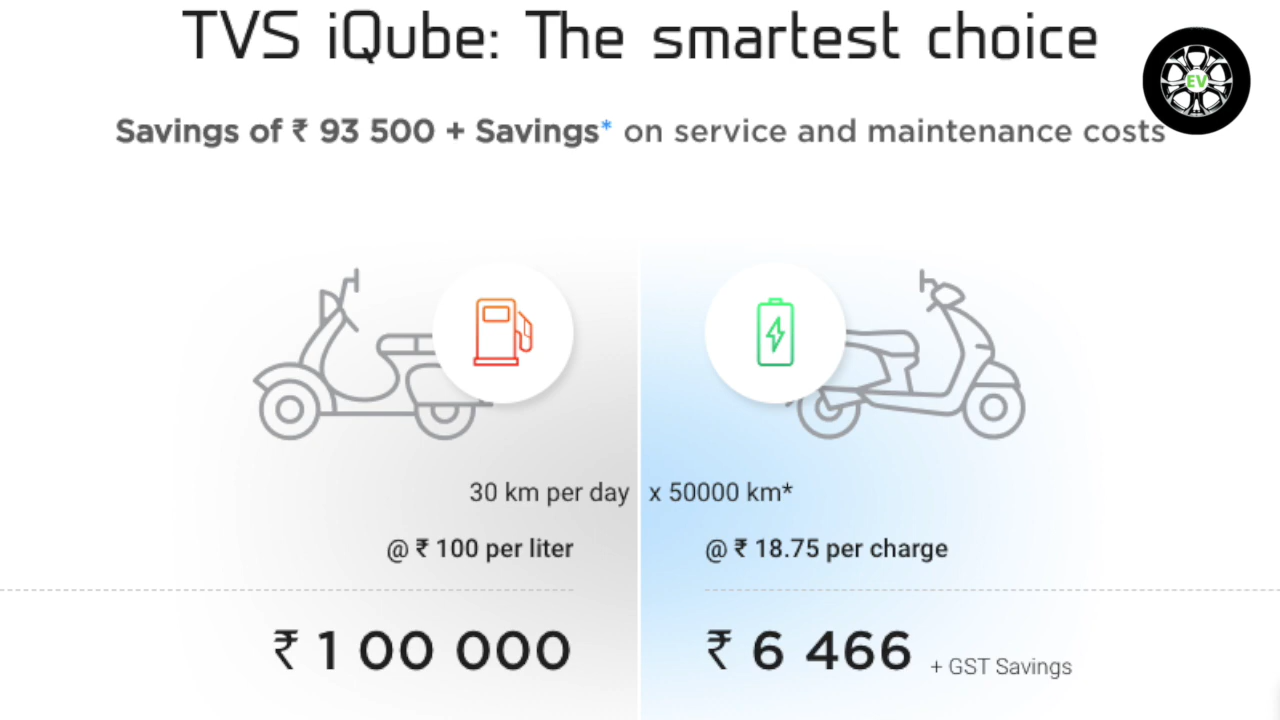 TVS iQube: The smartest choice
EV
Savings of ₹ 93 500 + Savings* on service and maintenance costs
30 km per day x 50000 km*
@ ₹ 100 per liter
@ ₹ 18.75 per charge
₹ 1 00 000
₹ 6 466 + GST Savings